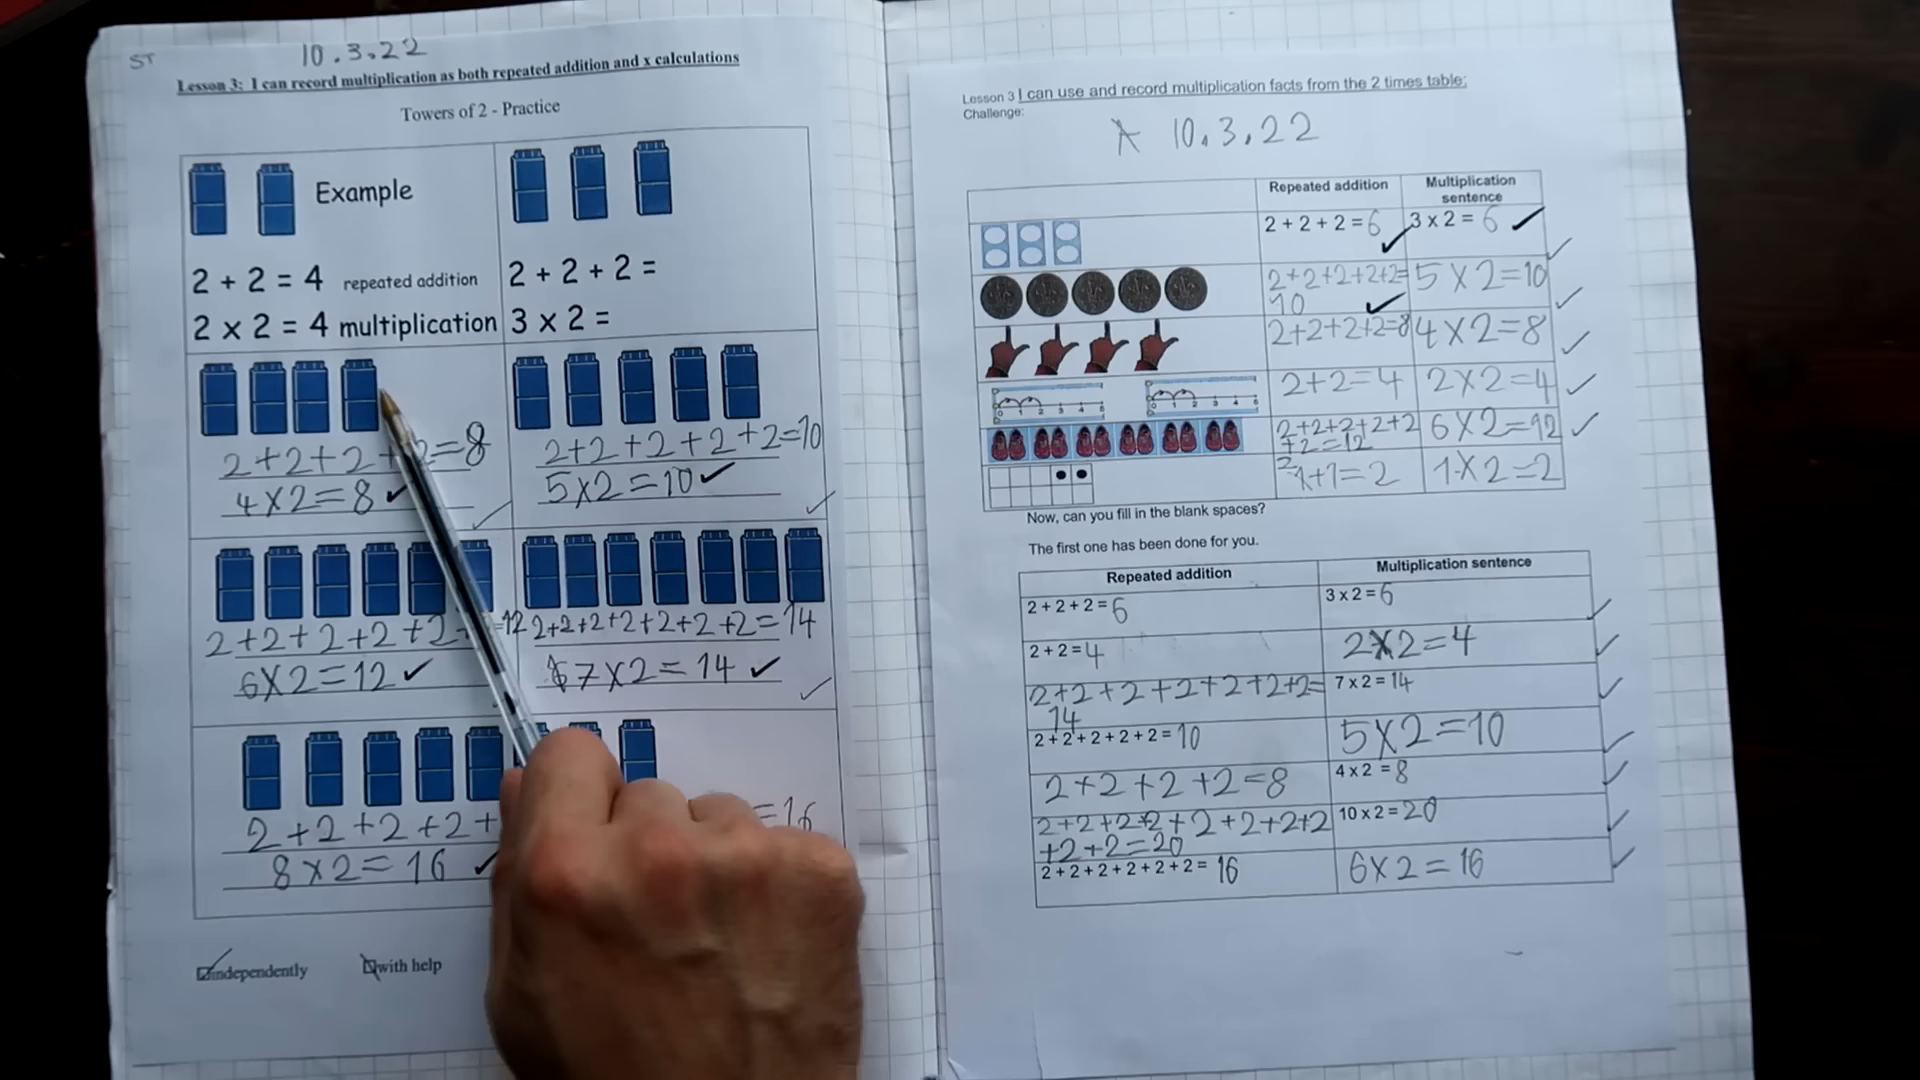 ST
10.3.22
Lesson 3: I can record multiplication as both repeated addition and x calculations
Towers of 2 - Practice
Example
2 + 2 = 4 repeated addition
2 x 2 = 4 multiplication
2 + 2 + 2 =
3 x 2 =
2+2+2+2=8
4x2=8
2+2+2+2+2=10
5x2=10
2+2+2+2+2 =12
6x2=12
2+2+2+2+2+2+2=14
7x2=14
2+2+2+2+ =16
8x2=16
independently
with help
Lesson 3 I can use and record multiplication facts from the 2 times table:
Challenge:
A 10.3.22
Repeated addition Multiplication
sentence
2 + 2 + 2 = 6 3 x 2 = 6
2+2+2+2+2= 5x2=10
10
2+2+2+2=8 4x2=8
2+2=4 2x2=4
2+2+2+2+2 6x2=12
+2=12
1+1=2 1x2=2
Now, can you fill in the blank spaces?
The first one has been done for you.
Repeated addition Multiplication sentence
2 + 2 + 2 = 6 3 x 2 = 6
2 + 2 = 4 2x2=4
2+2+2+2+2+2+2= 7 x 2 = 14
14
2 + 2 + 2 + 2 + 2 = 10 5x2=10
2+2+2+2=8 4 x 2 = 8
2+2+2+2+2+2+2+2 10 x 2 = 20
+2+2=20
2 + 2 + 2 + 2 + 2 + 2 = 16 6x2=16